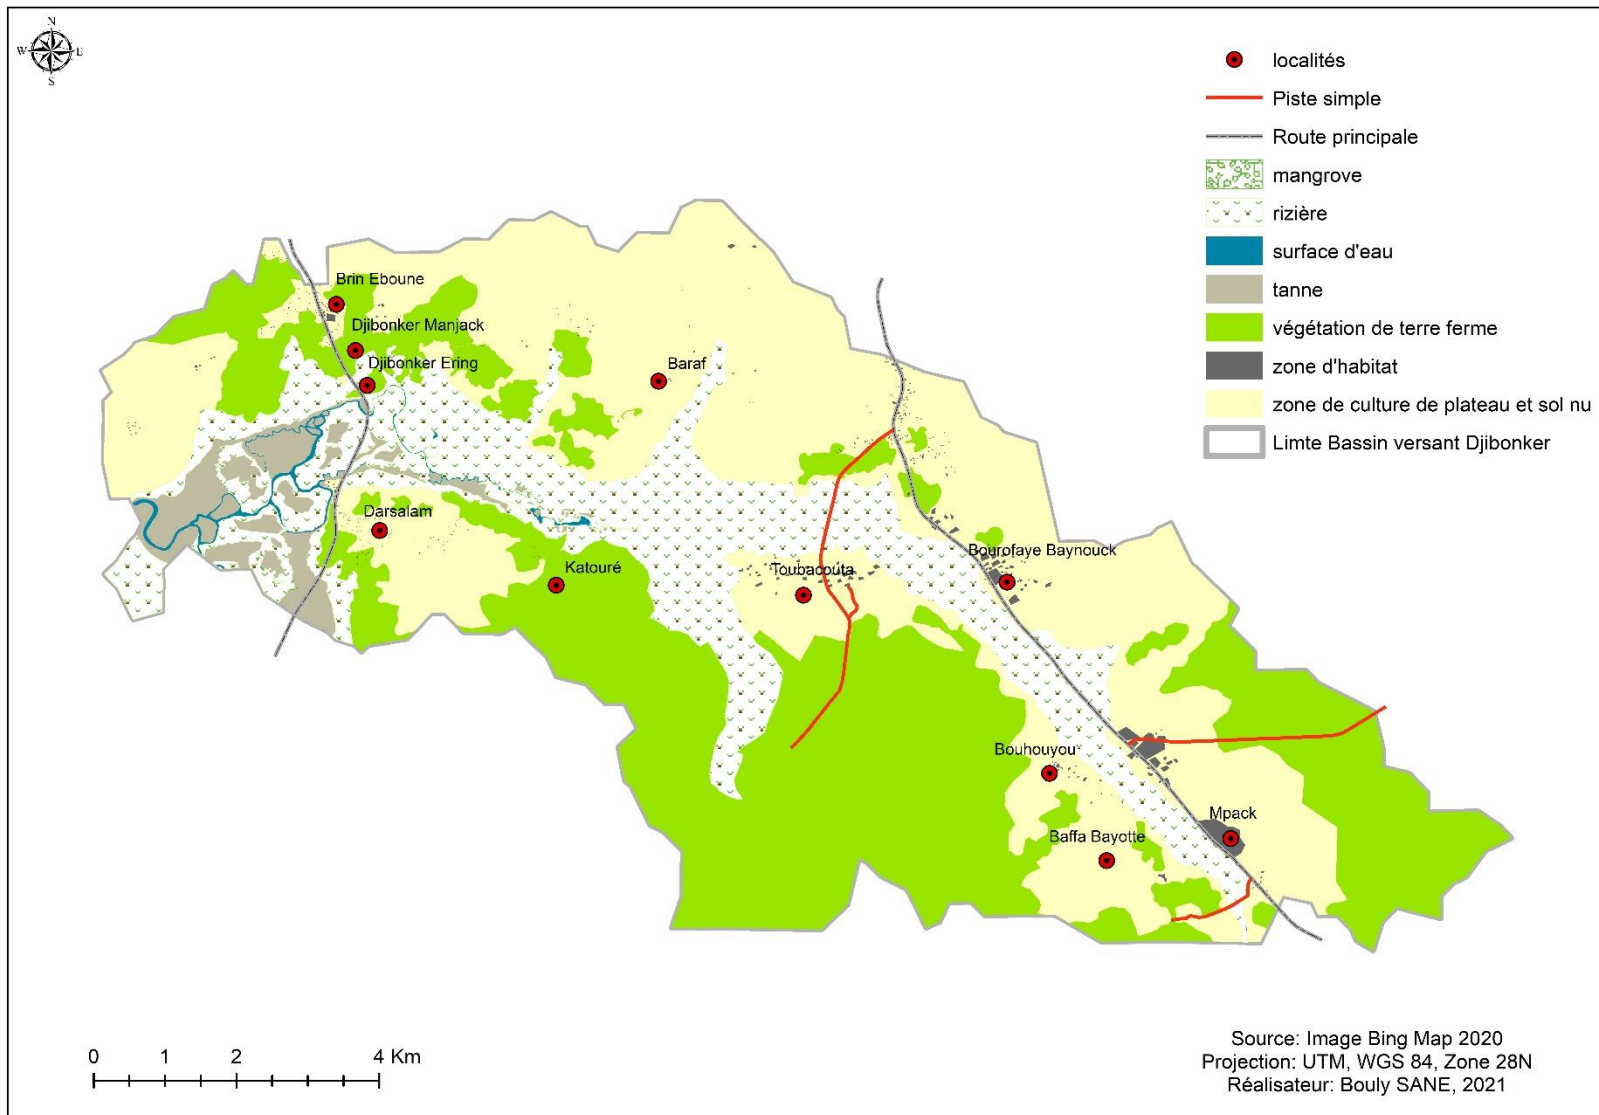 N
W E
S
localités
Piste simple
Route principale
mangrove
rizière
surface d'eau
tanne
végétation de terre ferme
zone d'habitat
zone de culture de plateau et sol nu
Limte Bassin versant Djibonker
Brin Eboune
Djibonker Manjack
Djibonker Ering
Baraf
Darsalam
Katouré
Toubacouta
Bourofaye Baynouck
Bouhouyou
Mpack
Baffa Bayotte
0 1 2 4 Km
Source: Image Bing Map 2020
Projection: UTM, WGS 84, Zone 28N
Réalisateur: Bouly SANE, 2021